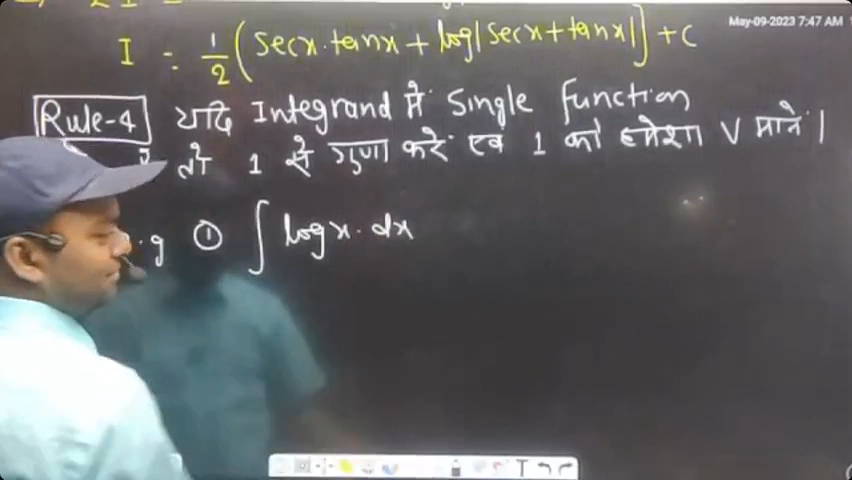 May-09-2023 7:47 AM
I = 1/2 (Secx.tanx + log|Secx+tanx|) + C
Rule-4 यदि Integrand में Single function
तो 1 से गुणा करें एवं 1 को हमेशा V माने।
.g ① ∫ logx. dx
T